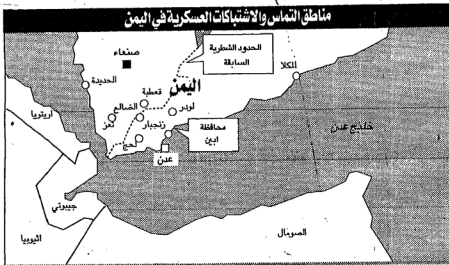 مناطق التماس والاشتباكات العسكرية في اليمن
الحدود الشطرية
السابقة
صنعاء
المكلا
الحديدة
اليمن
قعطبة
الضالع
لودر
تعز
زنجبار
لحج
محافظة
ابين
عدن
خليج عدن
اريتريا
جيبوتي
اثيوبيا
الصومال